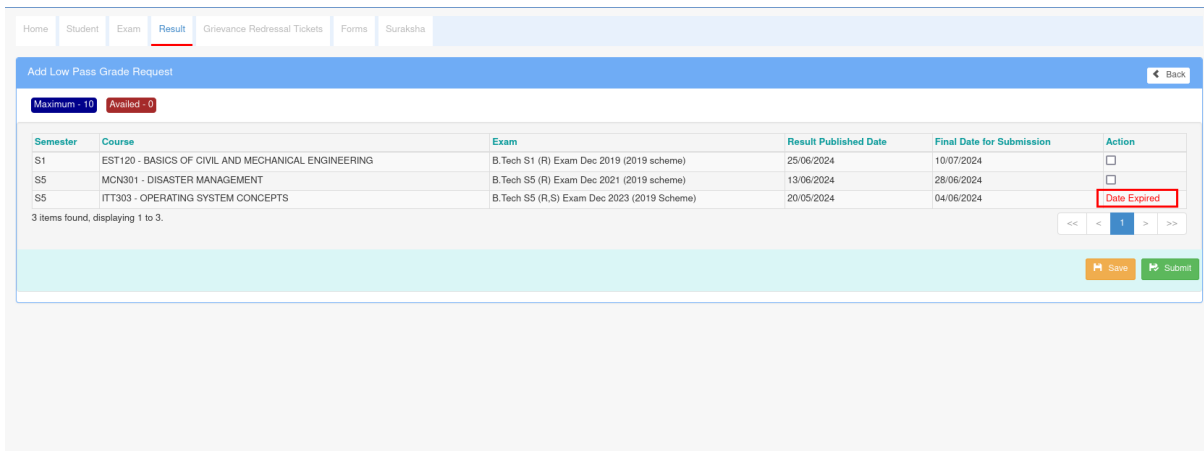 Home Student Exam Result Grievance Redressal Tickets Forms Suraksha
Add Low Pass Grade Request Back
Maximum - 10 Availed - 0
Semester Course Exam Result Published Date Final Date for Submission Action
S1 EST120 - BASICS OF CIVIL AND MECHANICAL ENGINEERING B.Tech S1 (R) Exam Dec 2019 (2019 scheme) 25/06/2024 10/07/2024
S5 MCN301 - DISASTER MANAGEMENT B.Tech S5 (R) Exam Dec 2021 (2019 scheme) 13/06/2024 28/06/2024
S5 ITT303 - OPERATING SYSTEM CONCEPTS B.Tech S5 (R,S) Exam Dec 2023 (2019 Scheme) 20/05/2024 04/06/2024 Date Expired
3 items found, displaying 1 to 3.
<< < 1 > >>
Save Submit